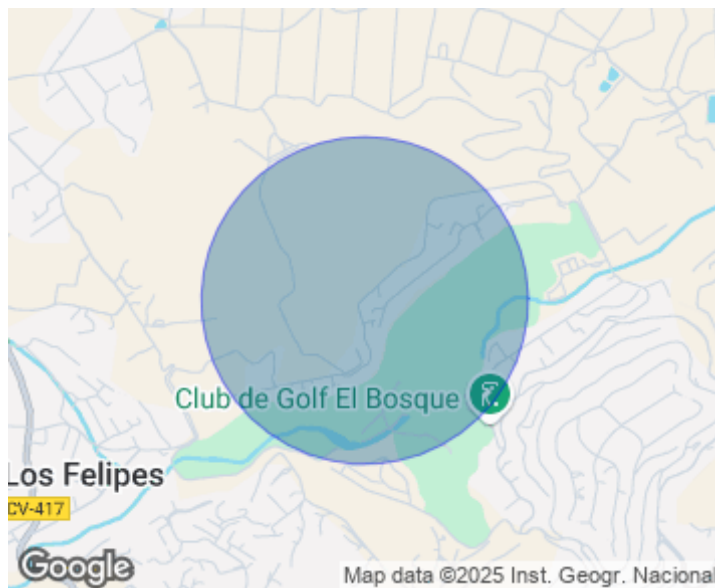 Club de Golf El Bosque
Los Felipes
CV-417
Google
Map data ©2025 Inst. Geogr. Nacional